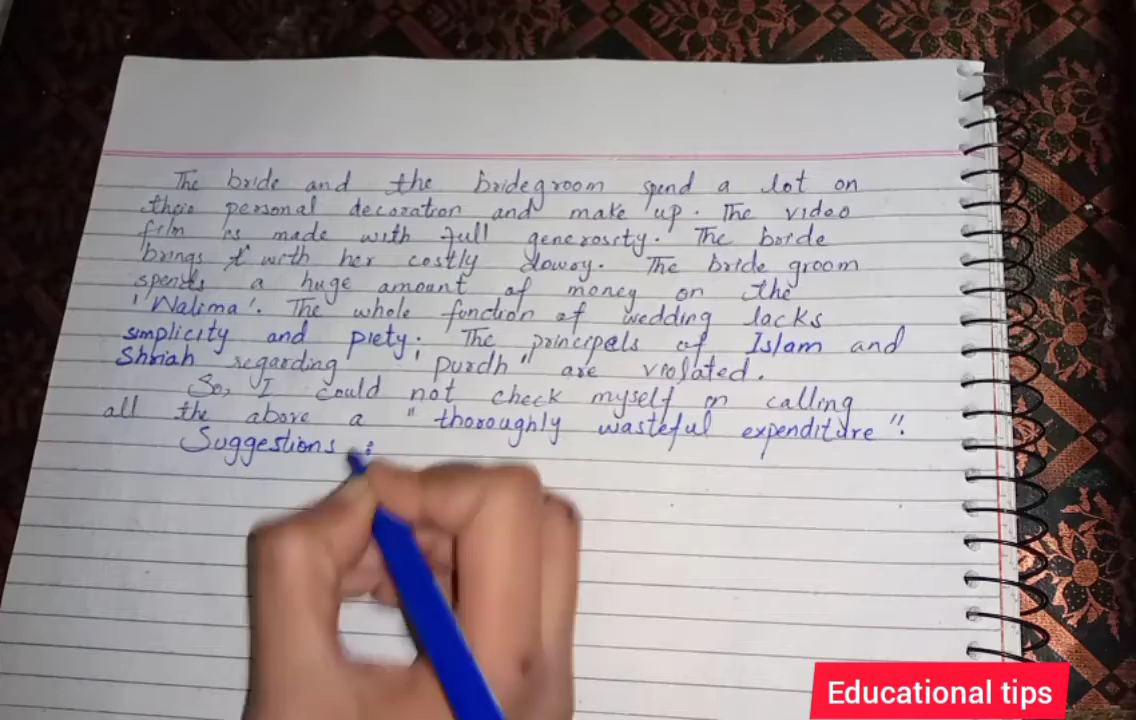 The bride and the bridegroom spend a lot on
their personal decoration and make up. The video
film is made with full generosity. The bride
brings with her costly dowry. The bride groom
spends a huge amount of money on the
'Walima'. The whole function of wedding lacks
simplicity and piety. The principals of Islam and
Shriah regarding 'Purdh" are violated.
So, I could not check myself on calling
all the above a "thoroughly wasteful expenditure".
Suggestions :
Educational tips